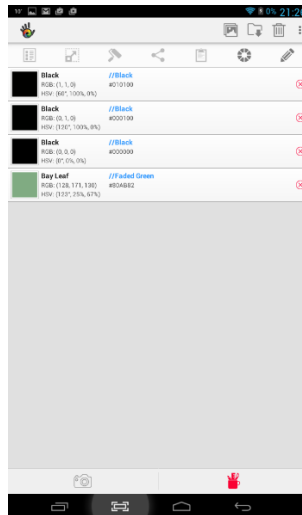 0% 21:26
Black //Black
RGB: (1, 1, 0) #010100
HSV: (60°, 100%, 0%)
Black //Black
RGB: (0, 1, 0) #000100
HSV: (120°, 100%, 0%)
Black //Black
RGB: (0, 0, 0) #000000
HSV: (0°, 0%, 0%)
Bay Leaf //Faded Green
RGB: (128, 171, 130) #80AB82
HSV: (123°, 25%, 67%)